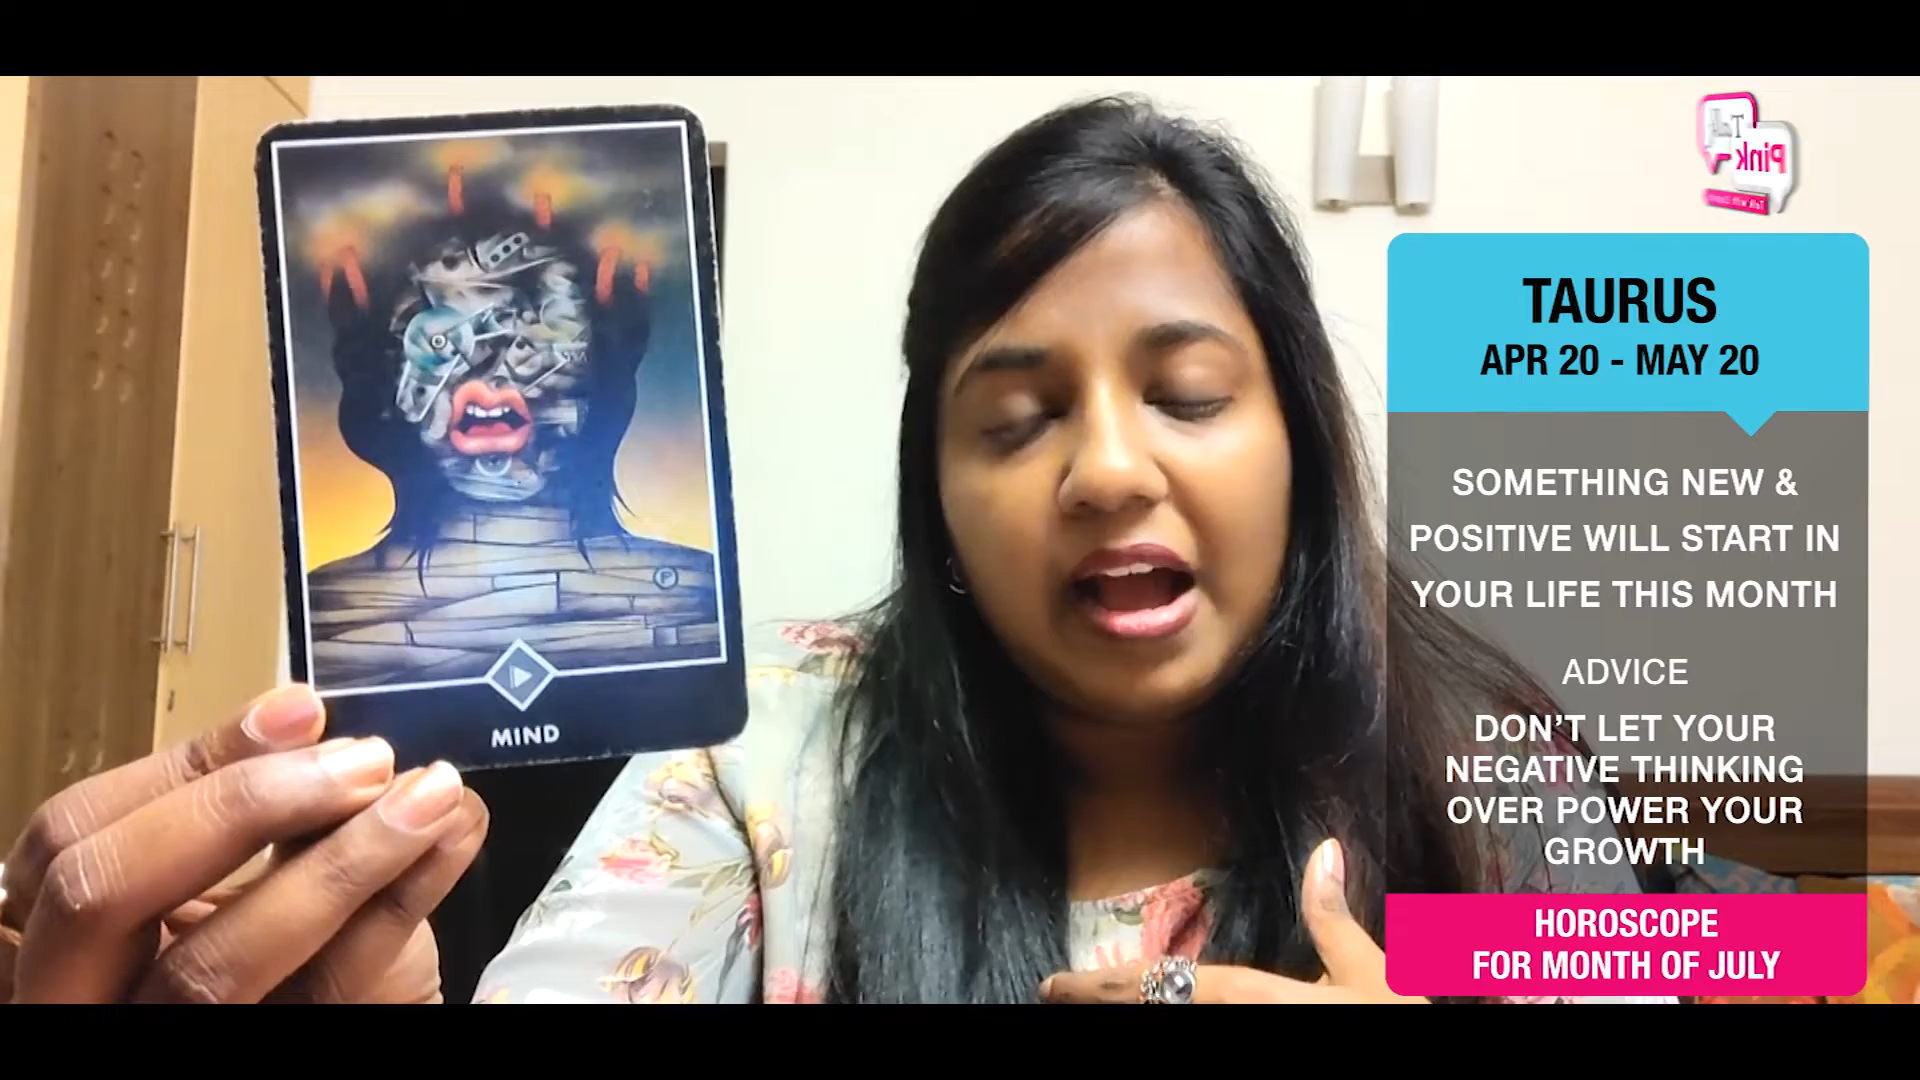 Talk
Pink
MIND
P
TAURUS
APR 20 - MAY 20
SOMETHING NEW &
POSITIVE WILL START IN
YOUR LIFE THIS MONTH
ADVICE
DON’T LET YOUR
NEGATIVE THINKING
OVER POWER YOUR
GROWTH
HOROSCOPE
FOR MONTH OF JULY